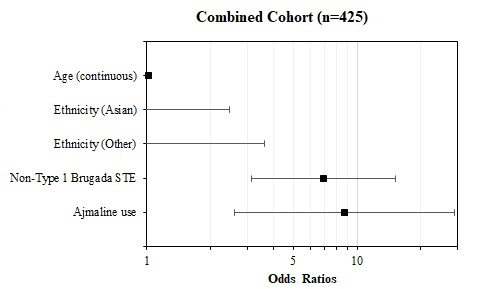 Combined Cohort (n=425)
Age (continuous)
Ethnicity (Asian)
Ethnicity (Other)
Non-Type 1 Brugada STE
Ajmaline use
1 5 10
Odds Ratios